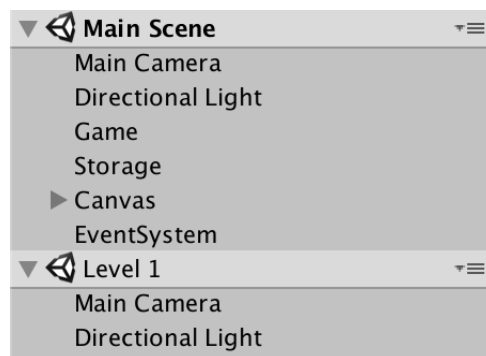 Main Scene
Main Camera
Directional Light
Game
Storage
Canvas
EventSystem
Level 1
Main Camera
Directional Light